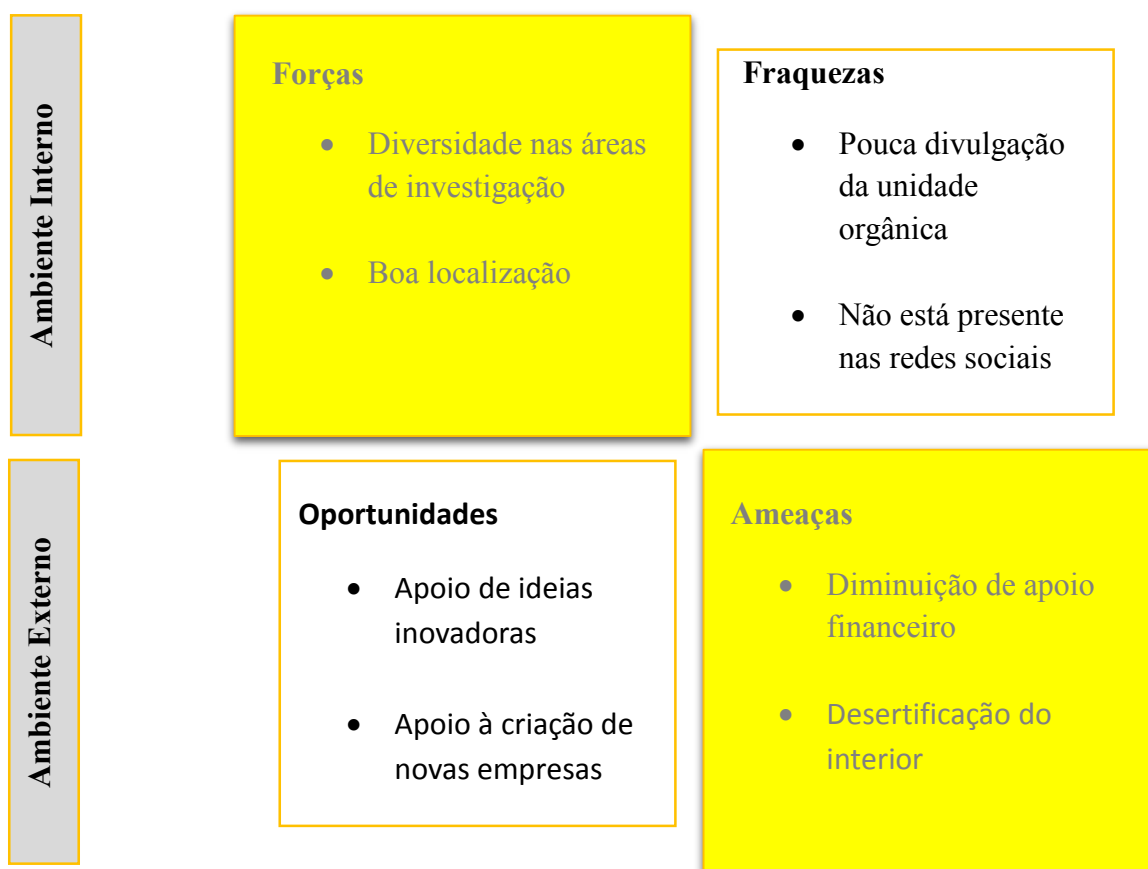 Ambiente Interno
Forças
• Diversidade nas áreas
de investigação
• Boa localização
Fraquezas
• Pouca divulgação
da unidade
orgânica
• Não está presente
nas redes sociais
Ambiente Externo
Oportunidades
• Apoio de ideias
inovadoras
• Apoio à criação de
novas empresas
Ameaças
• Diminuição de apoio
financeiro
• Desertificação do
interior